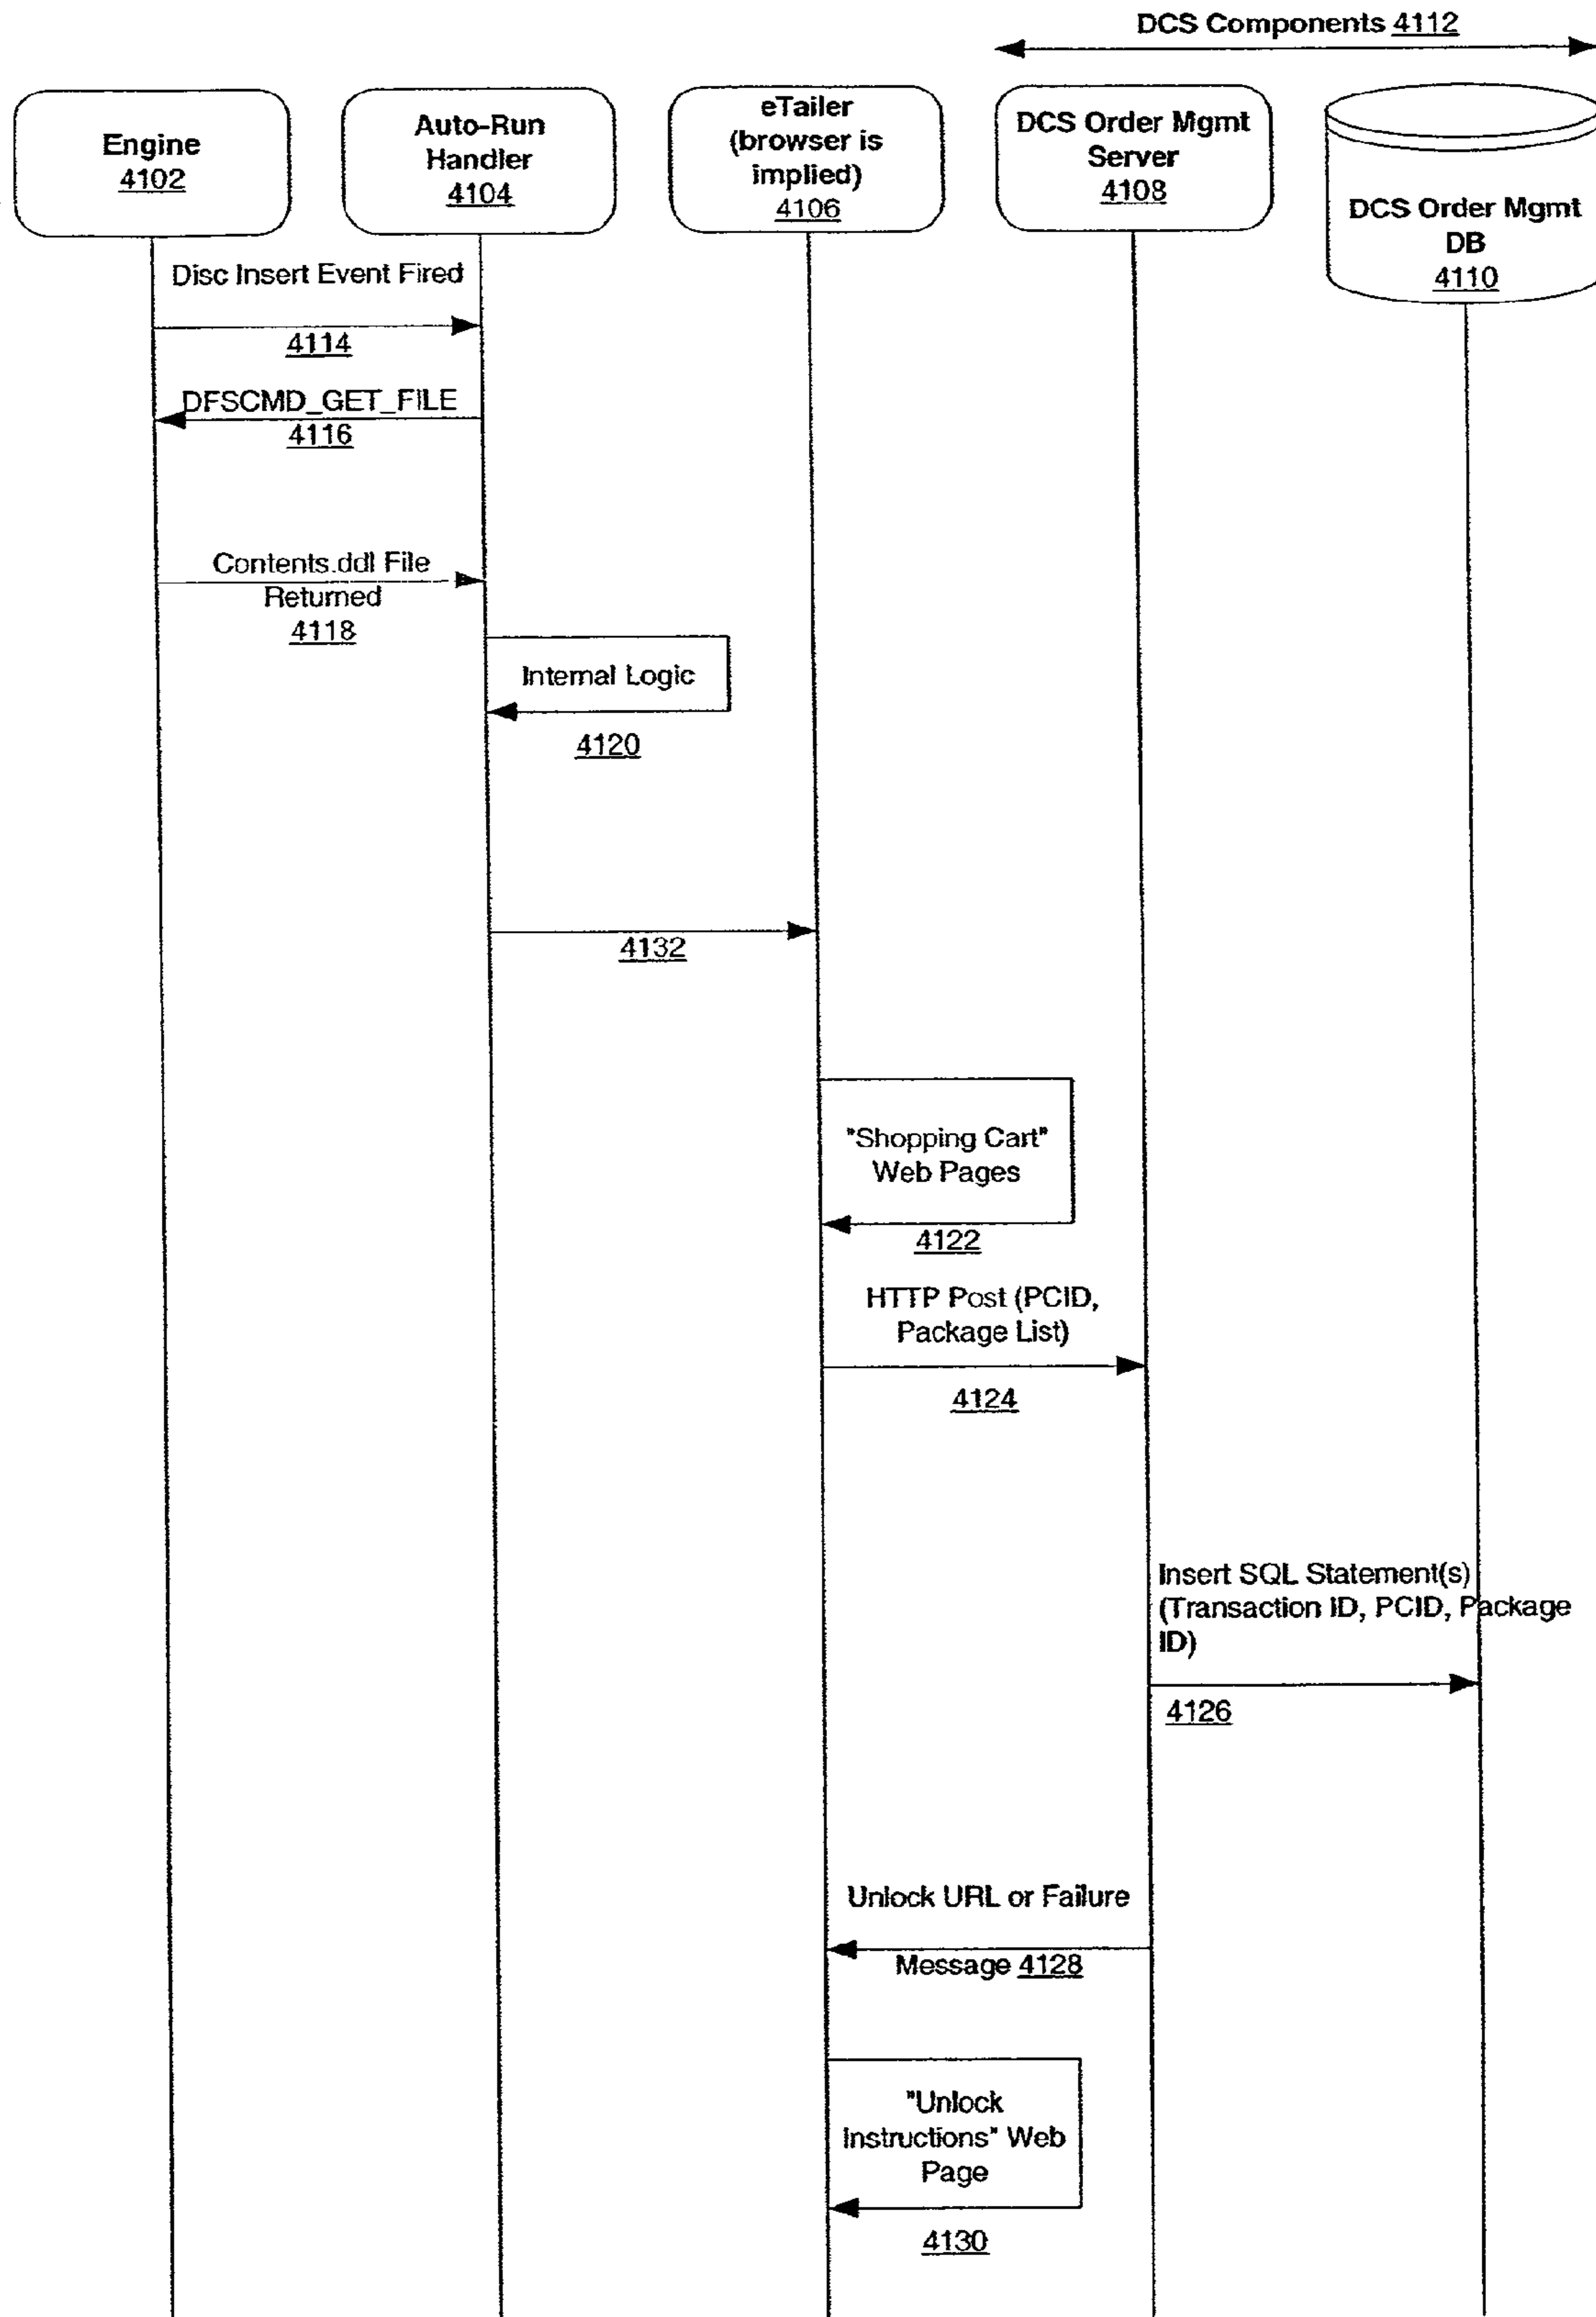 DCS Components 4112
Engine
4102
Auto-Run
Handler
4104
eTailer
(browser is
implied)
4106
DCS Order Mgmt
Server
4108
DCS Order Mgmt
DB
4110
Disc Insert Event Fired
4114
DFSCMD_GET_FILE
4116
Contents.ddl File
Returned
4118
Internal Logic
4120
4132
"Shopping Cart"
Web Pages
4122
HTTP Post (PCID,
Package List)
4124
Insert SQL Statement(s)
(Transaction ID, PCID, Package
ID)
4126
Unlock URL or Failure
Message 4128
"Unlock
Instructions" Web
Page
4130